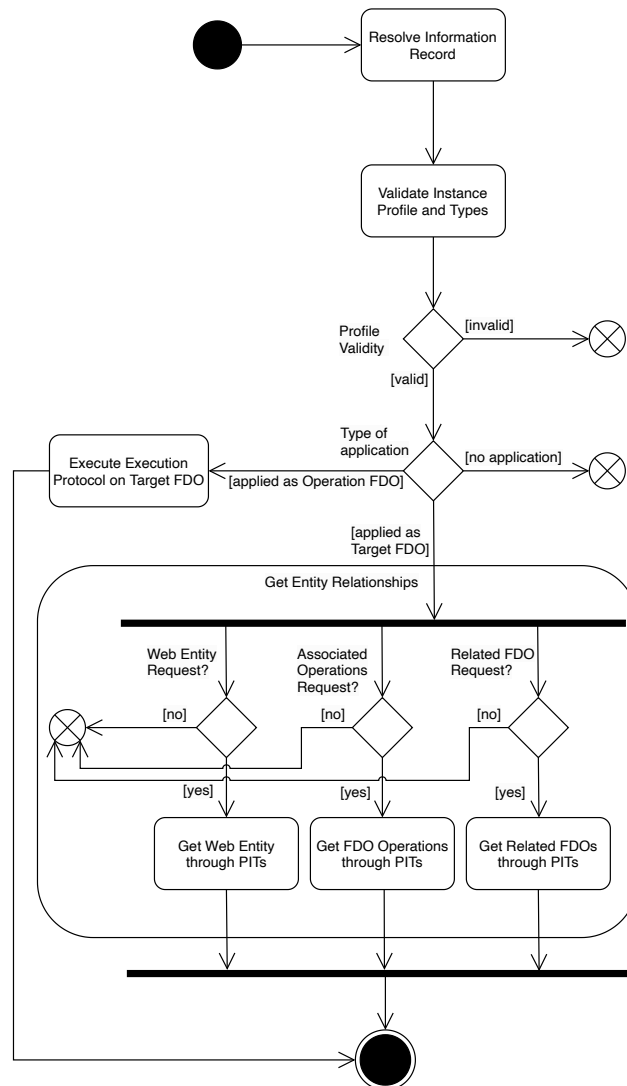 Resolve Information
Record
Validate Instance
Profile and Types
Profile
Validity
[invalid]
[valid]
Type of
application
[no application]
Execute Execution
Protocol on Target FDO
[applied as Operation FDO]
[applied as
Target FDO]
Get Entity Relationships
Web Entity
Request?
Associated
Operations
Request?
Related FDO
Request?
[no]
[no]
[no]
[yes]
[yes]
[yes]
Get Web Entity
through PITs
Get FDO Operations
through PITs
Get Related FDOs
through PITs